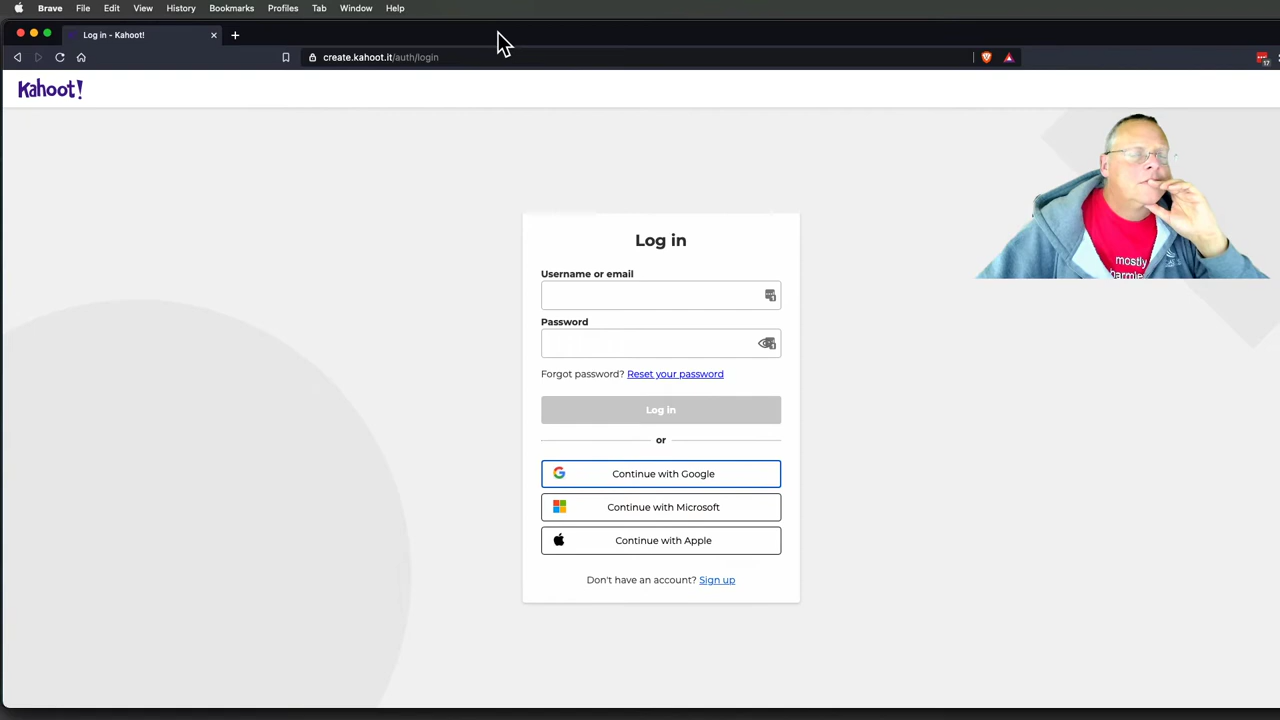 Brave File Edit View History Bookmarks Profiles Tab Window Help
Log in - Kahoot!
create.kahoot.it/auth/login
17
Kahoot!
Log in
Username or email
Password
Forgot password? Reset your password
Log in
or
Continue with Google
Continue with Microsoft
Continue with Apple
Don't have an account? Sign up
mostly